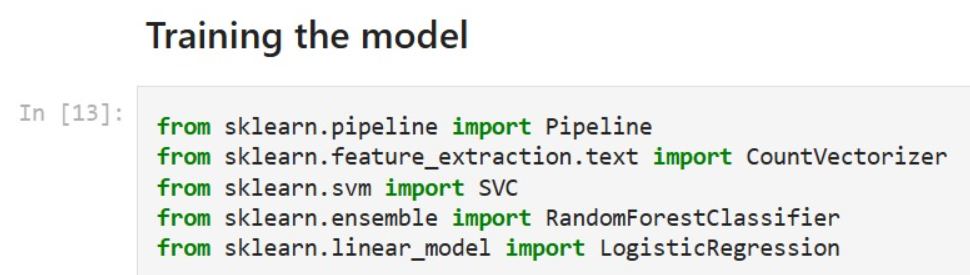 Training the model
In [13]:
from sklearn.pipeline import Pipeline
from sklearn.feature_extraction.text import CountVectorizer
from sklearn.svm import SVC
from sklearn.ensemble import RandomForestClassifier
from sklearn.linear_model import LogisticRegression